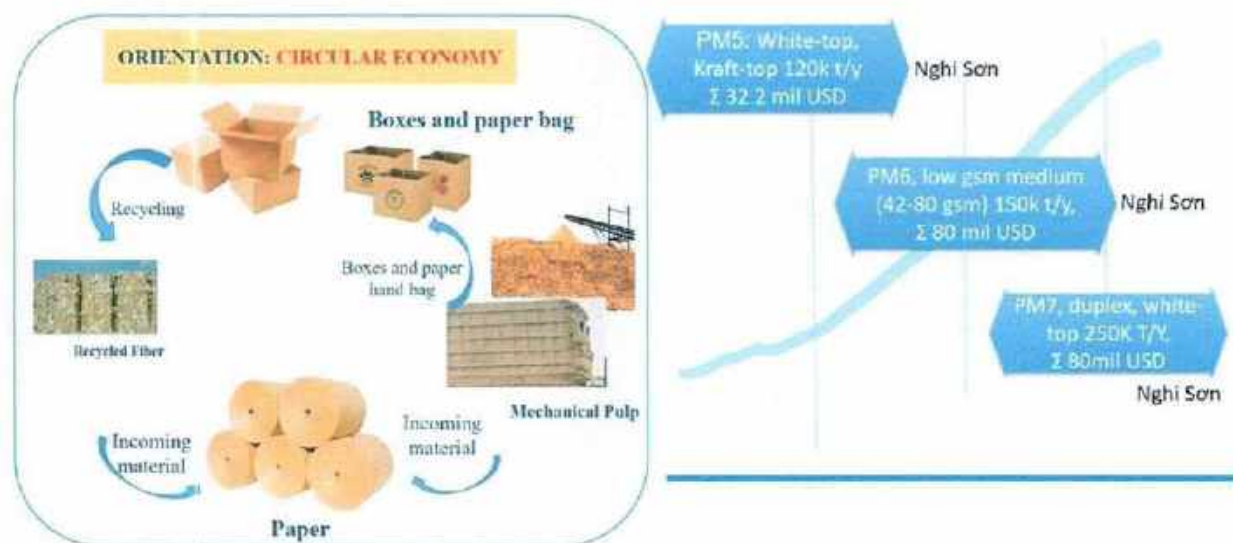 ORIENTATION: CIRCULAR ECONOMY
Boxes and paper bag
Recycling
Boxes and paper
hand bag
Recycled Fiber
Mechanical Pulp
Incoming
material
Incoming
material
Paper
PM5: White-top,
Kraft-top 120k t/y
Σ 32.2 mil USD
Nghi Sơn
PM6, low gsm medium
(42-80 gsm) 150k t/y,
Σ 80 mil USD
Nghi Sơn
PM7, duplex, white-
top 250K T/Y,
Σ 80mil USD
Nghi Sơn